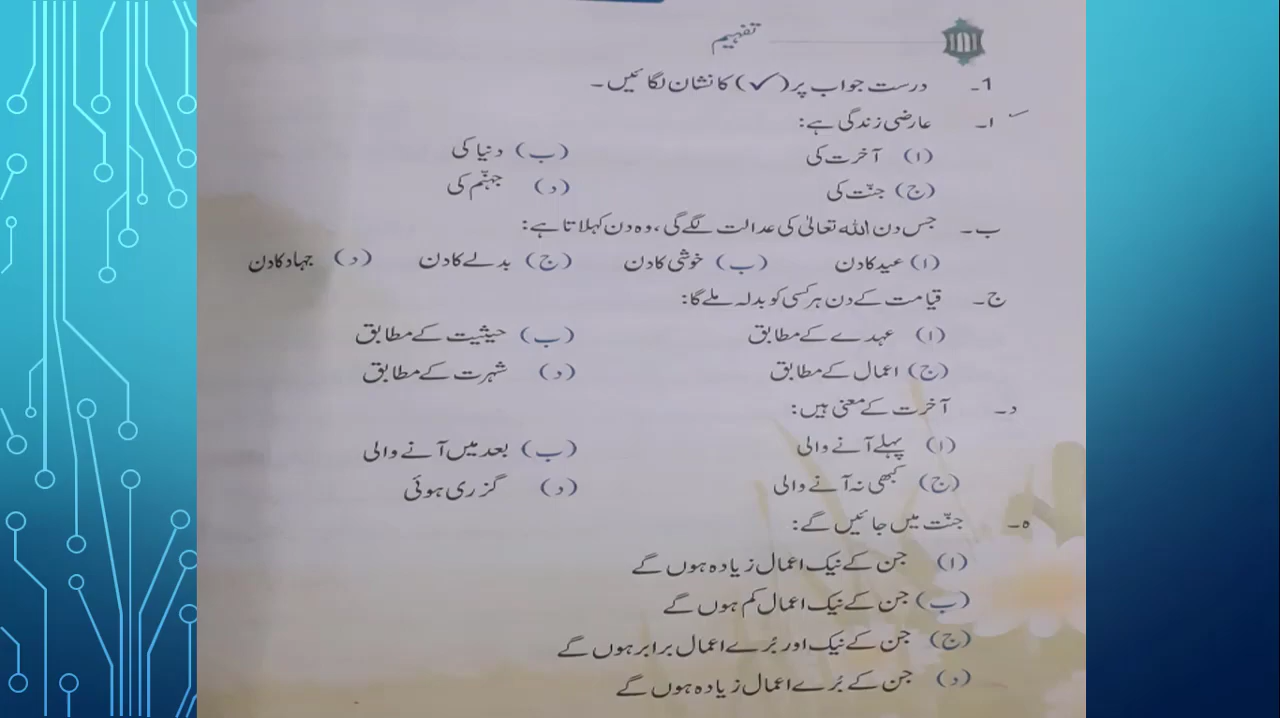 تفہیم
1۔ درست جواب پر (✓) کا نشان لگائیں۔
ا۔ عارضی زندگی ہے:
(ا) آخرت کی (ب) دنیا کی
(ج) جنّت کی (د) جہنّم کی
ب۔ جس دن اللہ تعالیٰ کی عدالت لگے گی، وہ دن کہلاتا ہے:
(ا) عید کا دن (ب) خوشی کا دن (ج) بدلے کا دن (د) جہاد کا دن
ج۔ قیامت کے دن ہر کسی کو بدلہ ملے گا:
(ا) عہدے کے مطابق (ب) حیثیت کے مطابق
(ج) اعمال کے مطابق (د) شہرت کے مطابق
د۔ آخرت کے معنی ہیں:
(ا) پہلے آنے والی (ب) بعد میں آنے والی
(ج) کبھی نہ آنے والی (د) گزری ہوئی
ہ۔ جنّت میں جائیں گے:
(ا) جن کے نیک اعمال زیادہ ہوں گے
(ب) جن کے نیک اعمال کم ہوں گے
(ج) جن کے نیک اور بُرے اعمال برابر ہوں گے
(د) جن کے بُرے اعمال زیادہ ہوں گے